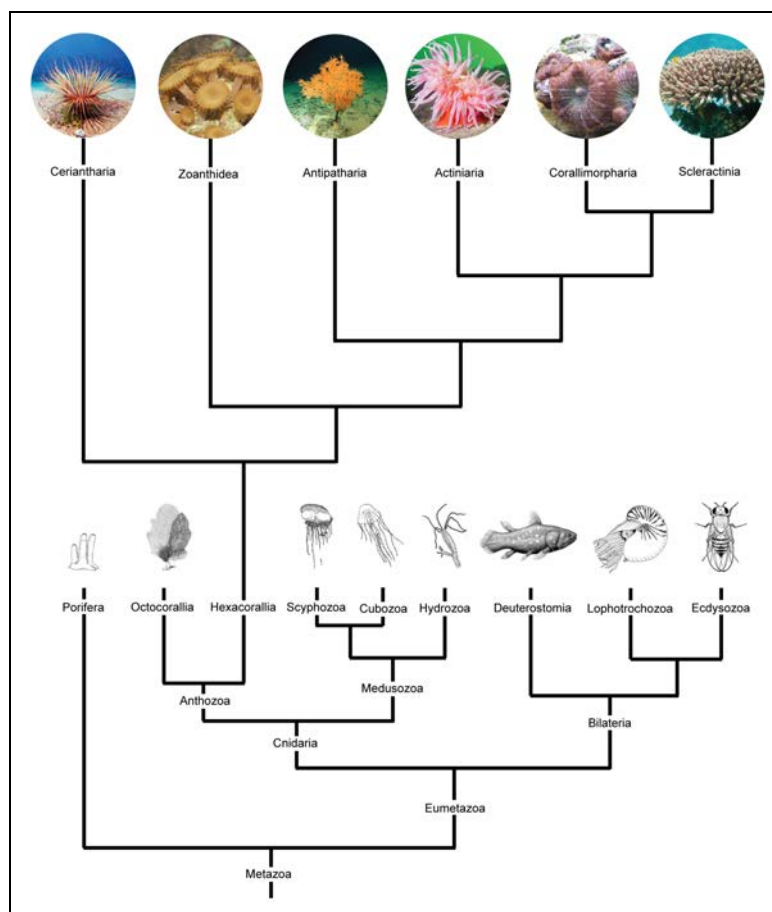 Ceriantharia
Zoanthidea
Antipatharia
Actiniaria
Corallimorpharia
Scleractinia
Porifera
Octocorallia
Hexacorallia
Scyphozoa
Cubozoa
Hydrozoa
Deuterostomia
Lophotrochozoa
Ecdysozoa
Anthozoa
Medusozoa
Cnidaria
Bilateria
Eumetazoa
Metazoa